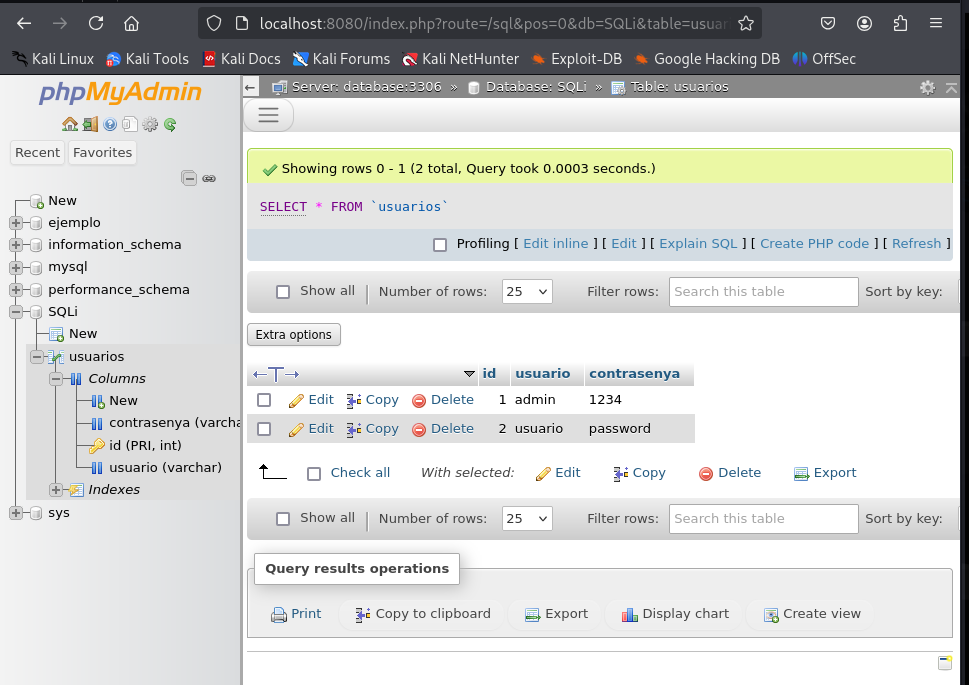 localhost:8080/index.php?route=/sql&pos=0&db=SQLi&table=usuar
Kali Linux Kali Tools Kali Docs Kali Forums Kali NetHunter Exploit-DB Google Hacking DB OffSec
phpMyAdmin
Recent Favorites
New
ejemplo
information_schema
mysql
performance_schema
SQLi
New
usuarios
Columns
New
contrasenya (varcha
id (PRI, int)
usuario (varchar)
Indexes
sys
Server: database:3306 » Database: SQLi » Table: usuarios
Showing rows 0 - 1 (2 total, Query took 0.0003 seconds.)
SELECT * FROM `usuarios`
Profiling [ Edit inline ] [ Edit ] [ Explain SQL ] [ Create PHP code ] [ Refresh ]
Show all | Number of rows: 25 Filter rows: Search this table Sort by key:
Extra options
←T→ id usuario contrasenya
Edit Copy Delete 1 admin 1234
Edit Copy Delete 2 usuario password
Check all With selected: Edit Copy Delete Export
Show all | Number of rows: 25 Filter rows: Search this table Sort by key:
Query results operations
Print Copy to clipboard Export Display chart Create view